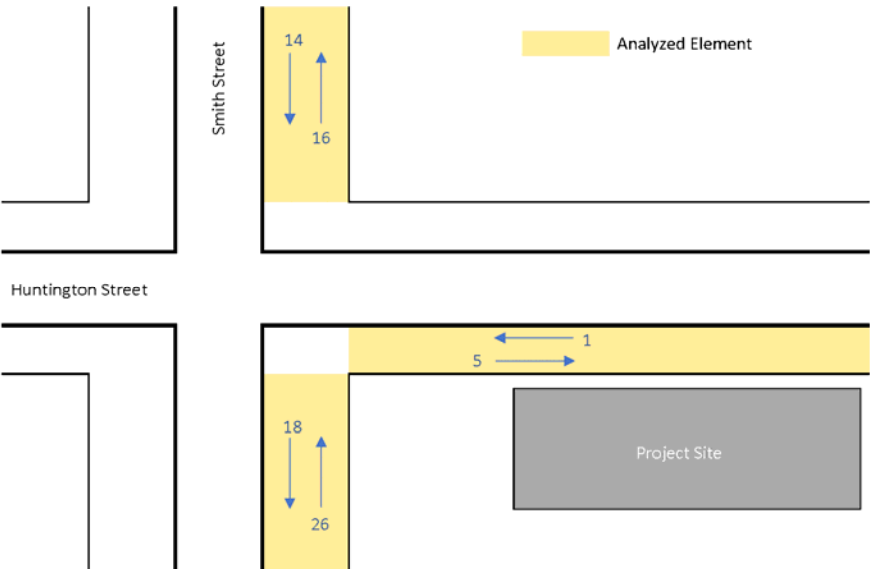 14
Smith Street
Analyzed Element
16
Huntington Street
1
5
18
Project Site
26